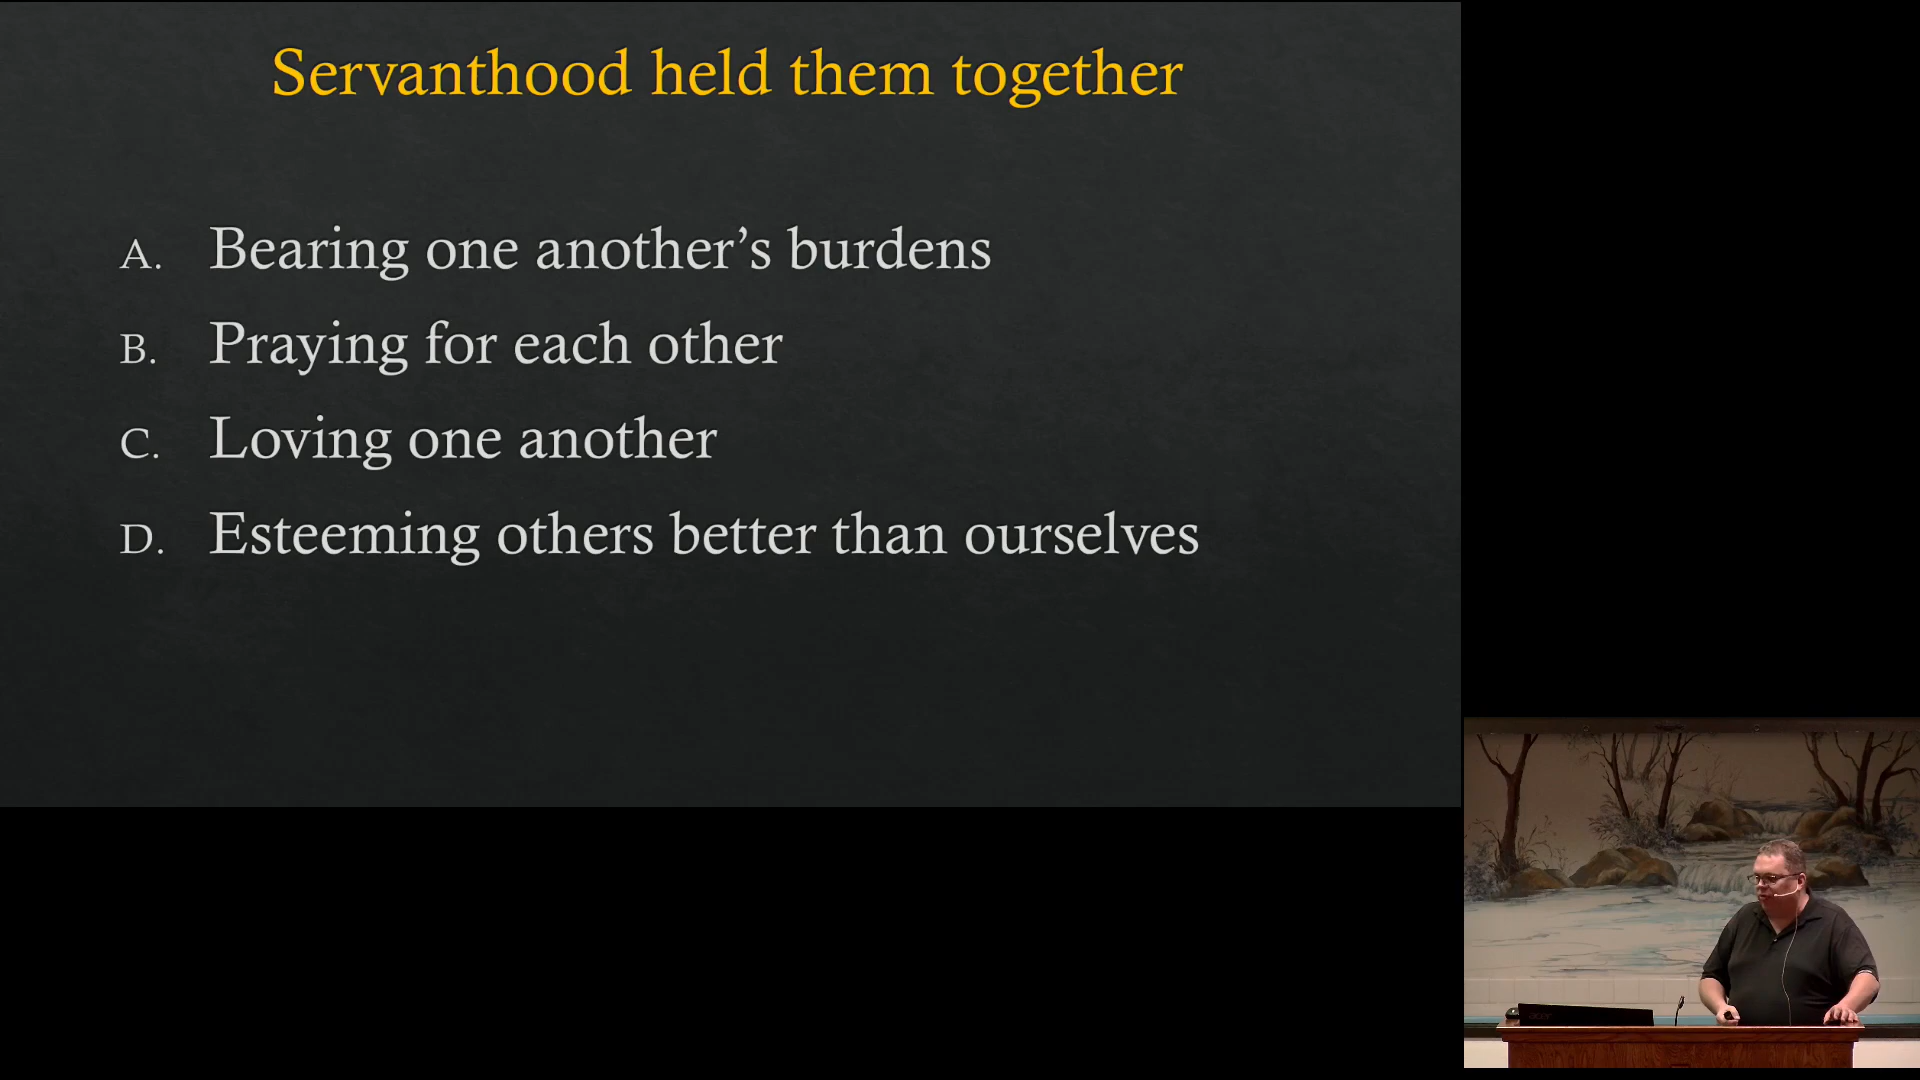 Servanthood held them together
A. Bearing one another’s burdens
B. Praying for each other
C. Loving one another
D. Esteeming others better than ourselves
acer